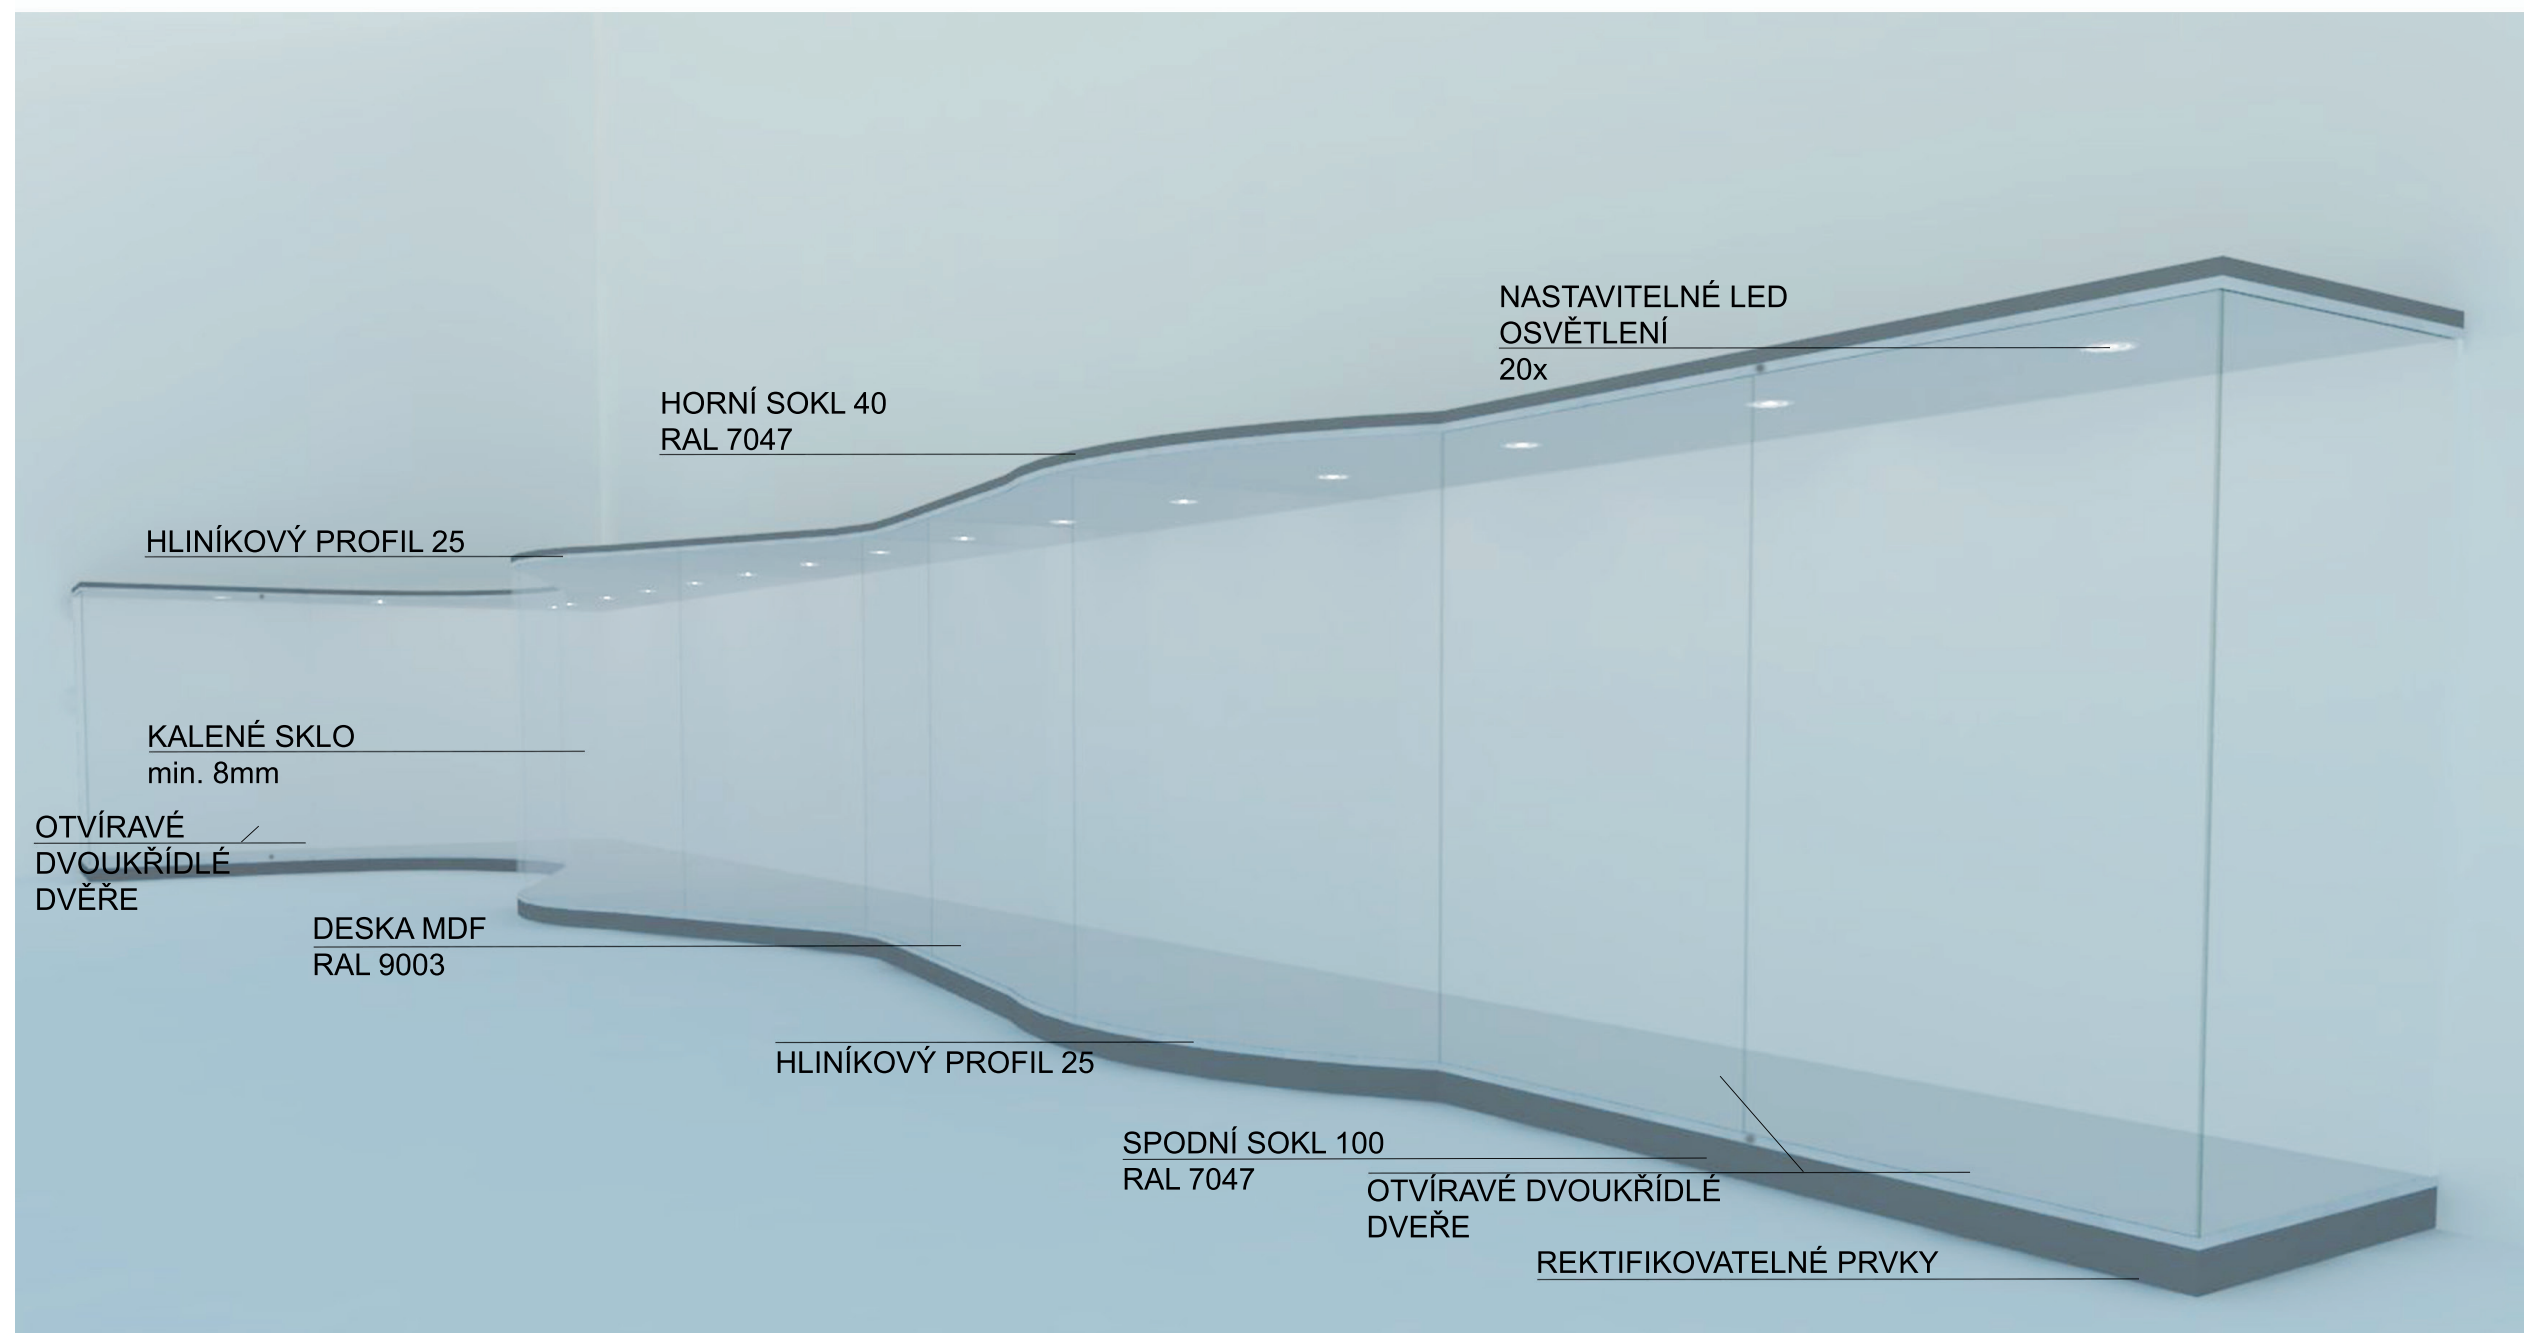 NASTAVITELNÉ LED
OSVĚTLENÍ
20x
HORNÍ SOKL 40
RAL 7047
HLINÍKOVÝ PROFIL 25
KALENÉ SKLO
min. 8mm
OTVÍRAVÉ
DVOUKŘÍDLÉ
DVĚŘE
DESKA MDF
RAL 9003
HLINÍKOVÝ PROFIL 25
SPODNÍ SOKL 100
RAL 7047
OTVÍRAVÉ DVOUKŘÍDLÉ
DVEŘE
REKTIFIKOVATELNÉ PRVKY